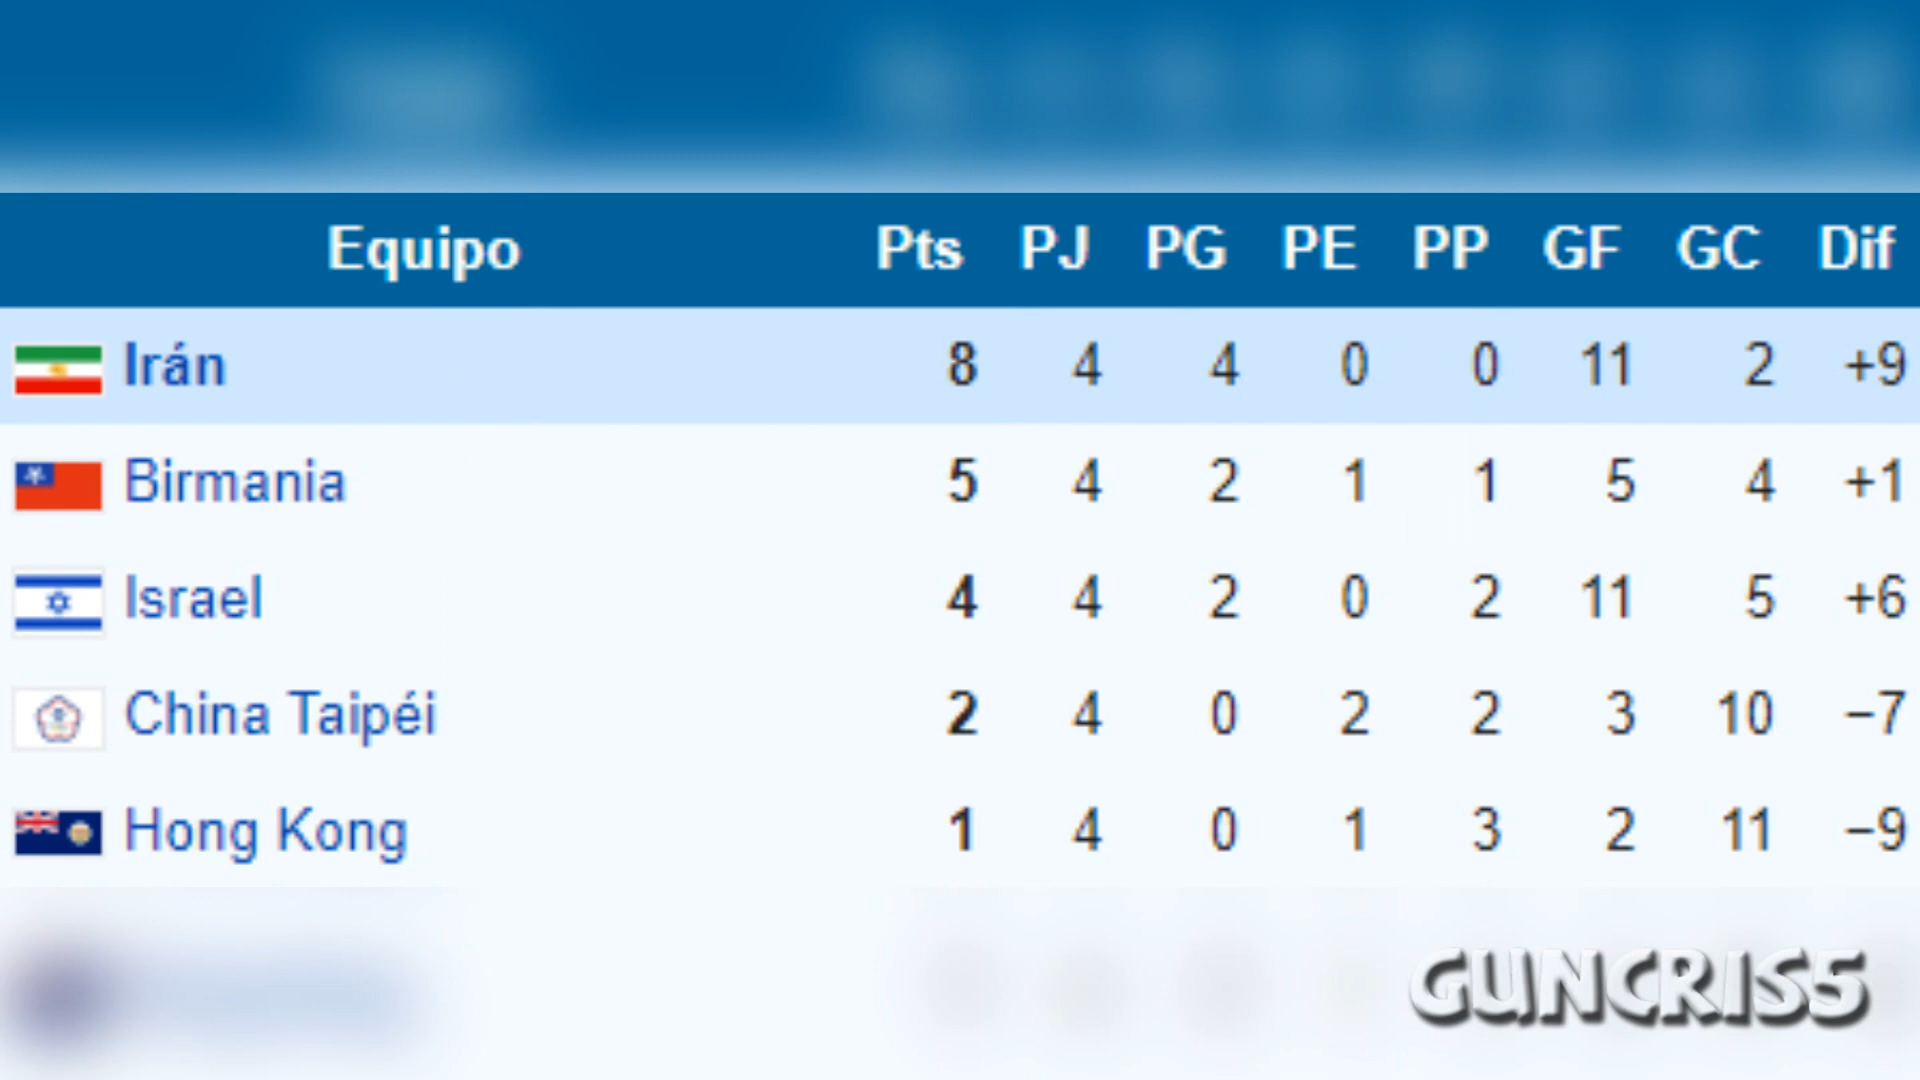 Equipo Pts PJ PG PE PP GF GC Dif
Irán 8 4 4 0 0 11 2 +9
Birmania 5 4 2 1 1 5 4 +1
Israel 4 4 2 0 2 11 5 +6
China Taipéi 2 4 0 2 2 3 10 −7
Hong Kong 1 4 0 1 3 2 11 −9
GUNCRIS5